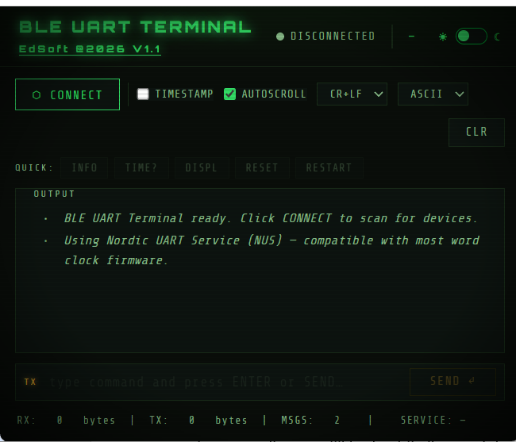 BLE UART TERMINAL
EdSoft ©2026 V1.1
DISCONNECTED
—
CONNECT
TIMESTAMP
AUTOSCROLL
CR+LF
ASCII
CLR
QUICK:
INFO
TIME?
DISPL
RESET
RESTART
OUTPUT
· BLE UART Terminal ready. Click CONNECT to scan for devices.
· Using Nordic UART Service (NUS) — compatible with most word
clock firmware.
TX
type command and press ENTER or SEND…
SEND ⏎
RX: 0 bytes | TX: 0 bytes | MSGS: 2 | SERVICE: —